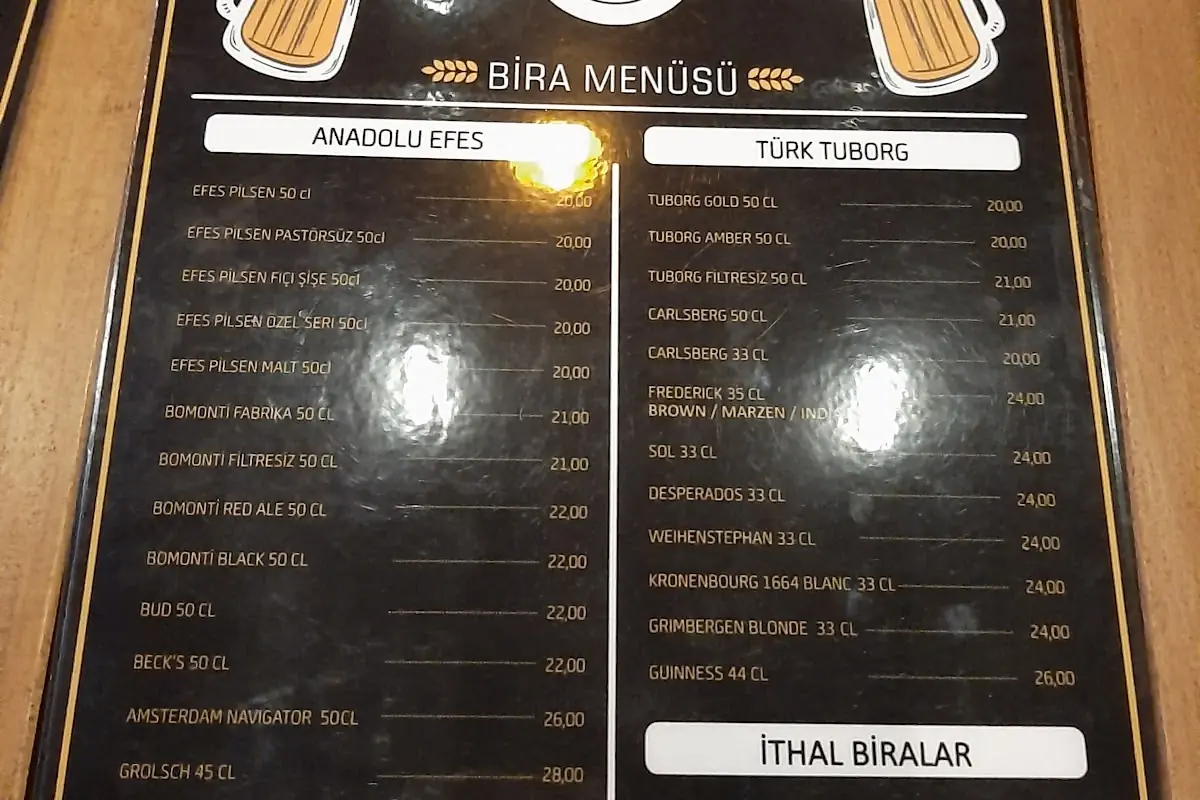 BİRA MENÜSÜ
ANADOLU EFES
EFES PİLSEN 50 cl 20,00
EFES PİLSEN PASTÖRSÜZ 50cl 20,00
EFES PİLSEN FIÇI ŞİŞE 50cl 20,00
EFES PİLSEN ÖZEL SERI 50cl 20,00
EFES PİLSEN MALT 50cl 20,00
BOMONTİ FABRIKA 50 CL 21,00
BOMONTİ FİLTRESİZ 50 CL 21,00
BOMONTİ RED ALE 50 CL 22,00
BOMONTİ BLACK 50 CL 22,00
BUD 50 CL 22,00
BECK'S 50 CL 22,00
AMSTERDAM NAVIGATOR 50CL 26,00
GROLSCH 45 CL 28,00
TÜRK TUBORG
TUBORG GOLD 50 CL 20,00
TUBORG AMBER 50 CL 20,00
TUBORG FİLTRESİZ 50 CL 21,00
CARLSBERG 50 CL 21,00
CARLSBERG 33 CL 20,00
FREDERICK 35 CL 24,00
BROWN / MARZEN /
SOL 33 CL 24,00
DESPERADOS 33 CL 24,00
WEIHENSTEPHAN 33 CL 24,00
KRONENBOURG 1664 BLANC 33 CL 24,00
GRIMBERGEN BLONDE 33 CL 24,00
GUINNESS 44 CL 26,00
İTHAL BİRALAR